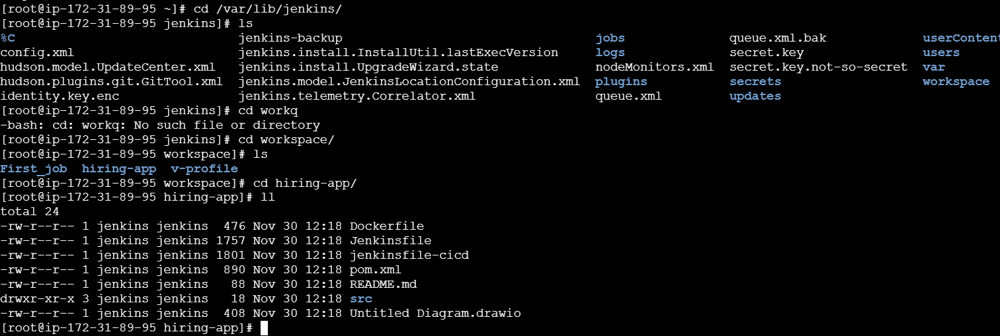 [root@ip-172-31-89-95 ~]# cd /var/lib/jenkins/
[root@ip-172-31-89-95 jenkins]# ls
%C jenkins-backup jobs queue.xml.bak userContent
config.xml jenkins.install.InstallUtil.lastExecVersion logs secret.key users
hudson.model.UpdateCenter.xml jenkins.install.UpgradeWizard.state nodeMonitors.xml secret.key.not-so-secret var
hudson.plugins.git.GitTool.xml jenkins.model.JenkinsLocationConfiguration.xml plugins secrets workspace
identity.key.enc jenkins.telemetry.Correlator.xml queue.xml updates
[root@ip-172-31-89-95 jenkins]# cd workq
-bash: cd: workq: No such file or directory
[root@ip-172-31-89-95 jenkins]# cd workspace/
[root@ip-172-31-89-95 workspace]# ls
First_job hiring-app v-profile
[root@ip-172-31-89-95 workspace]# cd hiring-app/
[root@ip-172-31-89-95 hiring-app]# ll
total 24
-rw-r--r-- 1 jenkins jenkins 476 Nov 30 12:18 Dockerfile
-rw-r--r-- 1 jenkins jenkins 1757 Nov 30 12:18 Jenkinsfile
-rw-r--r-- 1 jenkins jenkins 1801 Nov 30 12:18 jenkinsfile-cicd
-rw-r--r-- 1 jenkins jenkins 890 Nov 30 12:18 pom.xml
-rw-r--r-- 1 jenkins jenkins 88 Nov 30 12:18 README.md
drwxr-xr-x 3 jenkins jenkins 18 Nov 30 12:18 src
-rw-r--r-- 1 jenkins jenkins 408 Nov 30 12:18 Untitled Diagram.drawio
[root@ip-172-31-89-95 hiring-app]#